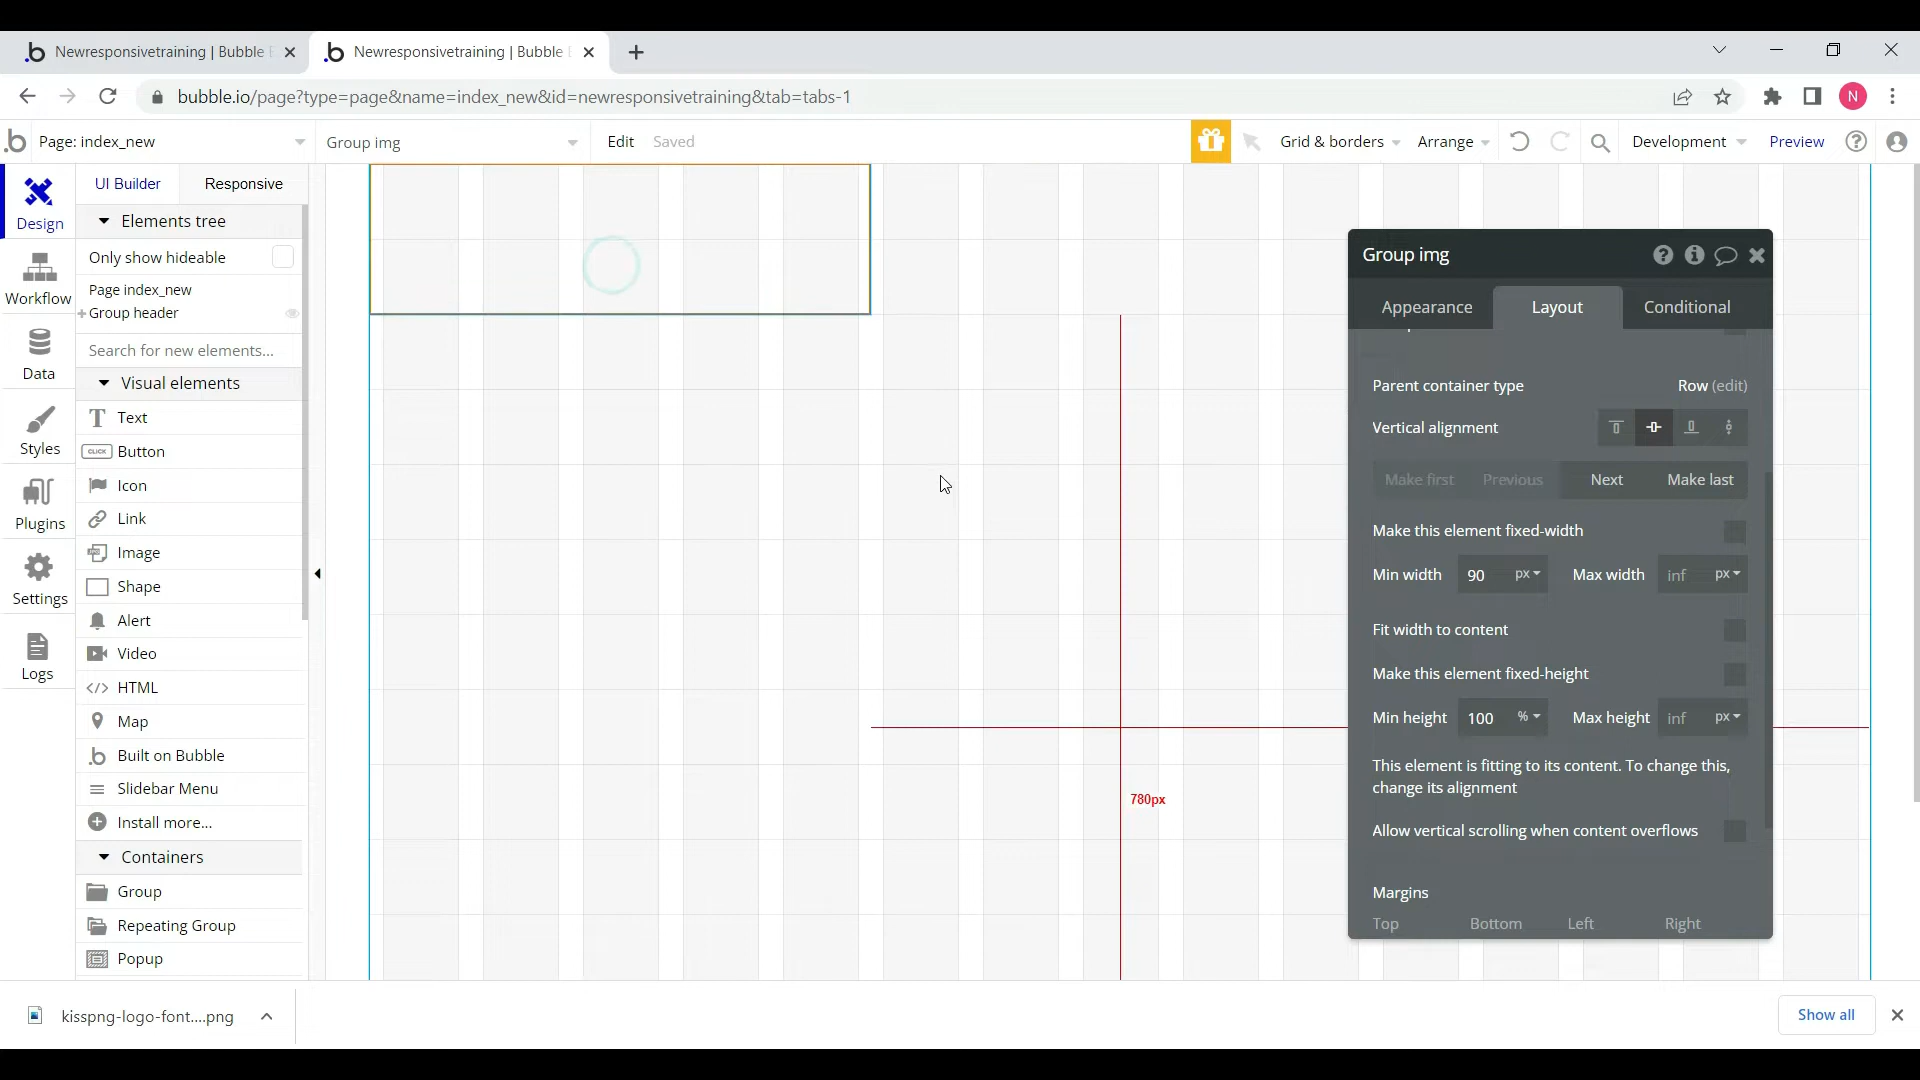 Newresponsivetraining | Bubble
Newresponsivetraining | Bubble
bubble.io/page?type=page&name=index_new&id=newresponsivetraining&tab=tabs-1
N
Page: index_new
Group img
Edit
Saved
Grid & borders
Arrange
Development
Preview
Design
Workflow
Data
Styles
Plugins
Settings
Logs
UI Builder
Responsive
Elements tree
Only show hideable
Page index_new
+ Group header
Search for new elements...
Visual elements
Text
CLICK Button
Icon
Link
Image
Shape
Alert
Video
</> HTML
Map
Built on Bubble
Slidebar Menu
Install more...
Containers
Group
Repeating Group
Popup
780px
Group img
Appearance
Layout
Conditional
Parent container type
Row (edit)
Vertical alignment
Make first
Previous
Next
Make last
Make this element fixed-width
Min width 90 px
Max width inf px
Fit width to content
Make this element fixed-height
Min height 100 %
Max height inf px
This element is fitting to its content. To change this,
change its alignment
Allow vertical scrolling when content overflows
Margins
Top
Bottom
Left
Right
kisspng-logo-font....png
Show all